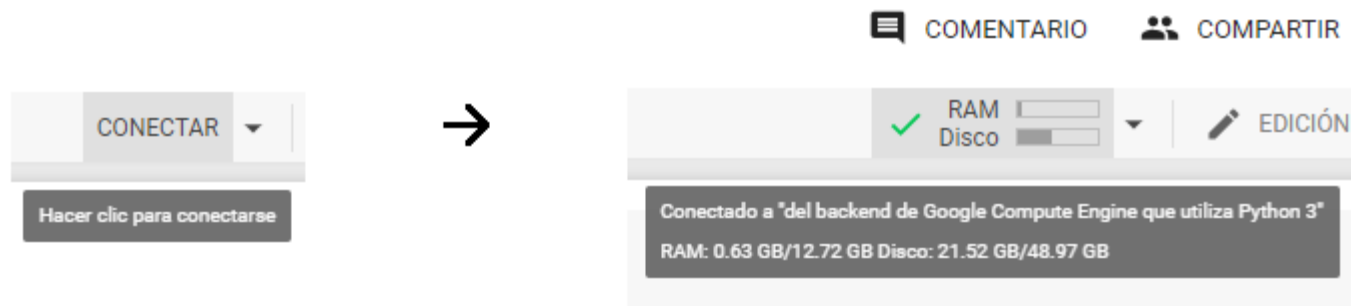 COMENTARIO COMPARTIR
CONECTAR
Hacer clic para conectarse
RAM
Disco
EDICIÓN
Conectado a "del backend de Google Compute Engine que utiliza Python 3"
RAM: 0.63 GB/12.72 GB Disco: 21.52 GB/48.97 GB